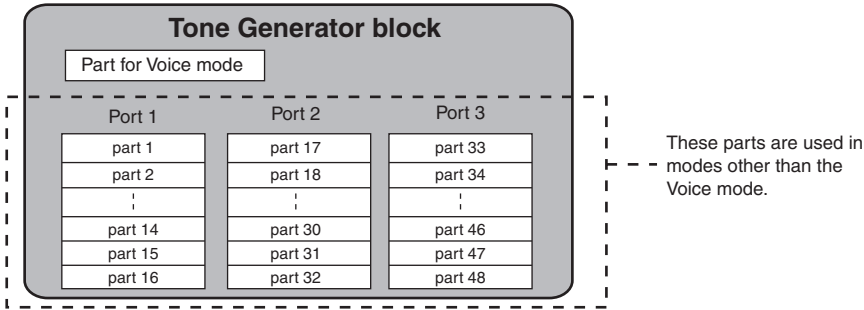 Tone Generator block
Part for Voice mode
Port 1
Port 2
Port 3
part 1
part 17
part 33
part 2
part 18
part 34
part 14
part 30
part 46
part 15
part 31
part 47
part 16
part 32
part 48
These parts are used in
modes other than the
Voice mode.